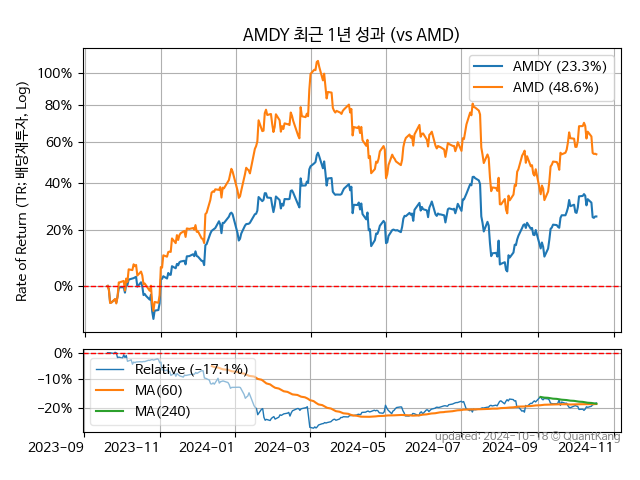 AMDY 최근 1년 성과 (vs AMD)
Rate of Return (TR: 배당재투자, Log)
100%
80%
60%
40%
20%
0%
AMDY (23.3%)
AMD (48.6%)
0%
−10%
−20%
Relative (−17.1%)
MA(60)
MA(240)
updated: 2024-10-18 © QuantKang
2023−09
2023−11
2024−01
2024−03
2024−05
2024−07
2024−09
2024−11